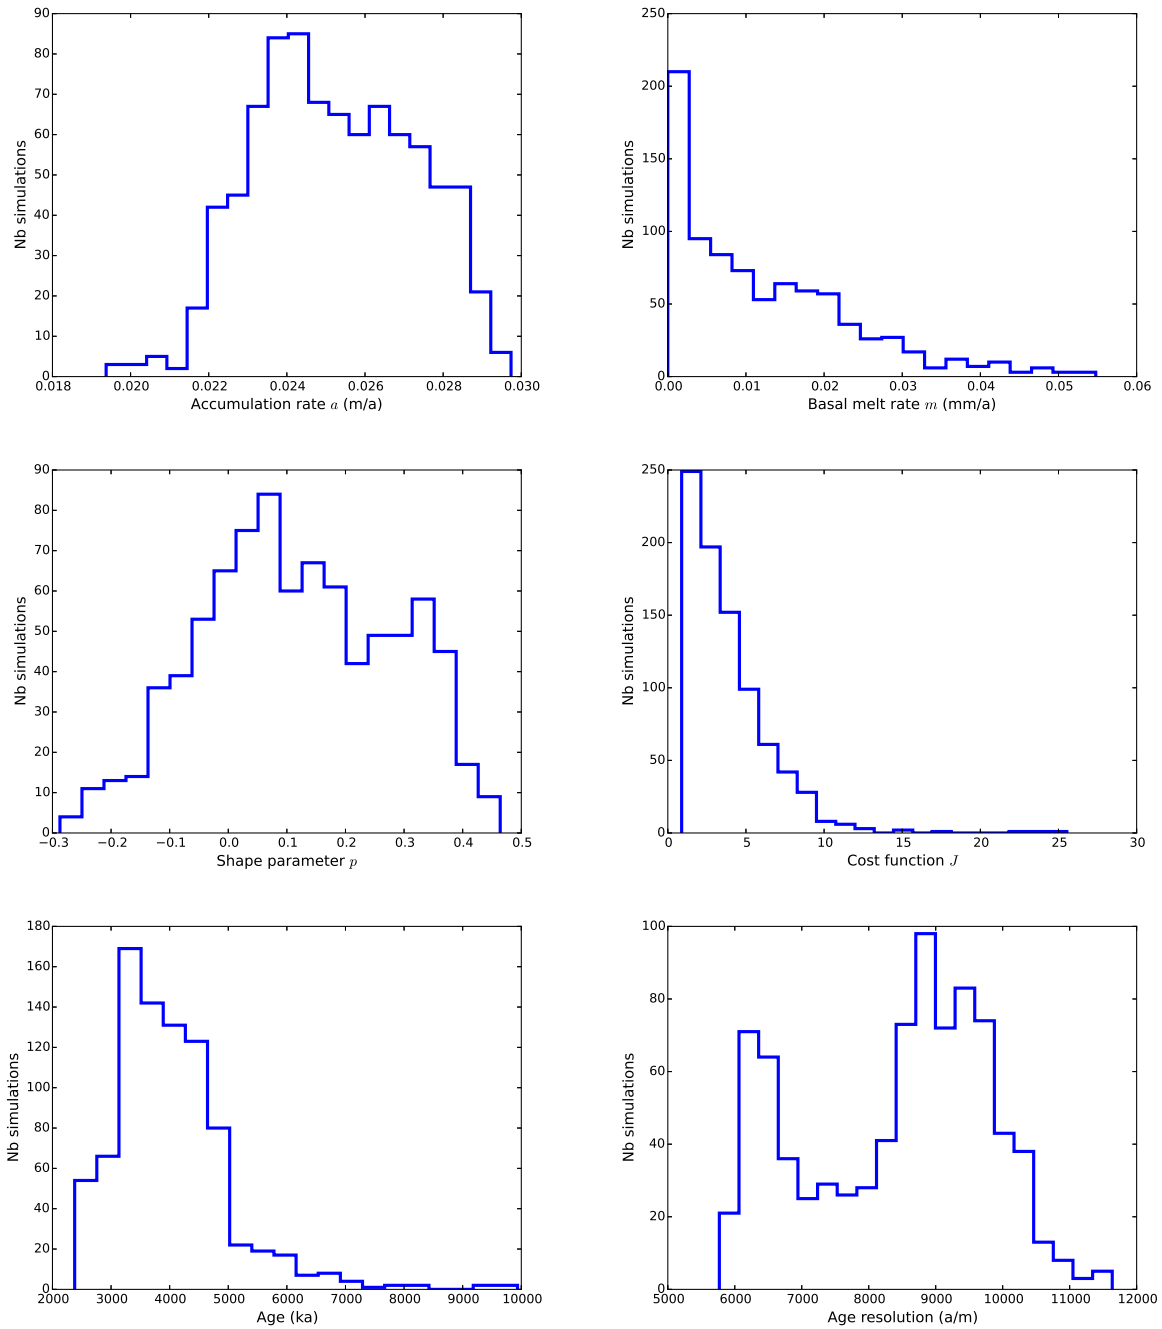 90
80
70
60
50
40
30
20
10
0
Nb simulations
0.018 0.020 0.022 0.024 0.026 0.028 0.030
Accumulation rate a (m/a)
250
200
150
100
50
0
Nb simulations
0.00 0.01 0.02 0.03 0.04 0.05 0.06
Basal melt rate m (mm/a)
90
80
70
60
50
40
30
20
10
0
Nb simulations
−0.3 −0.2 −0.1 0.0 0.1 0.2 0.3 0.4 0.5
Shape parameter p
250
200
150
100
50
0
Nb simulations
0 5 10 15 20 25 30
Cost function J
180
160
140
120
100
80
60
40
20
0
Nb simulations
2000 3000 4000 5000 6000 7000 8000 9000 10000
Age (ka)
100
80
60
40
20
0
Nb simulations
5000 6000 7000 8000 9000 10000 11000 12000
Age resolution (a/m)